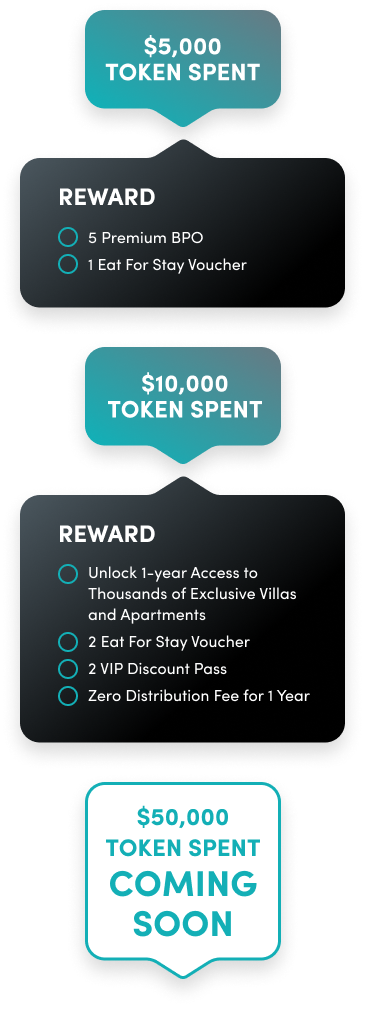 $5,000
TOKEN SPENT
REWARD
5 Premium BPO
1 Eat For Stay Voucher
$10,000
TOKEN SPENT
REWARD
Unlock 1-year Access to
Thousands of Exclusive Villas
and Apartments
2 Eat For Stay Voucher
2 VIP Discount Pass
Zero Distribution Fee for 1 Year
$50,000
TOKEN SPENT
COMING
SOON